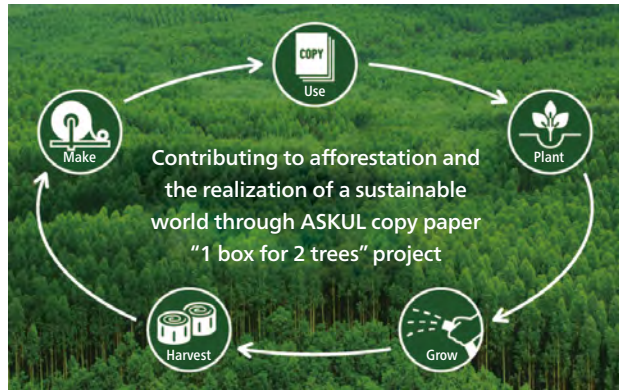 COPY
Use
Make
Plant
Contributing to afforestation and
the realization of a sustainable
world through ASKUL copy paper
“1 box for 2 trees” project
Harvest
Grow